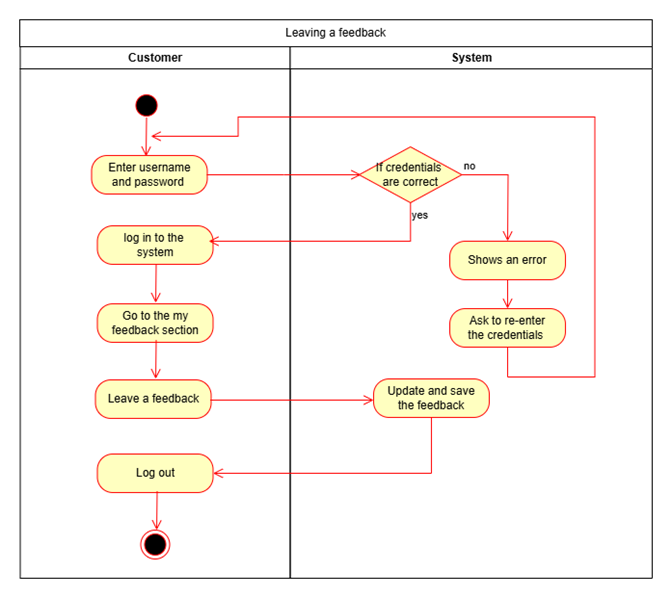 Leaving a feedback
Customer
System
Enter username
and password
If credentials
are correct
no
yes
log in to the
system
Shows an error
Go to the my
feedback section
Ask to re-enter
the credentials
Leave a feedback
Update and save
the feedback
Log out